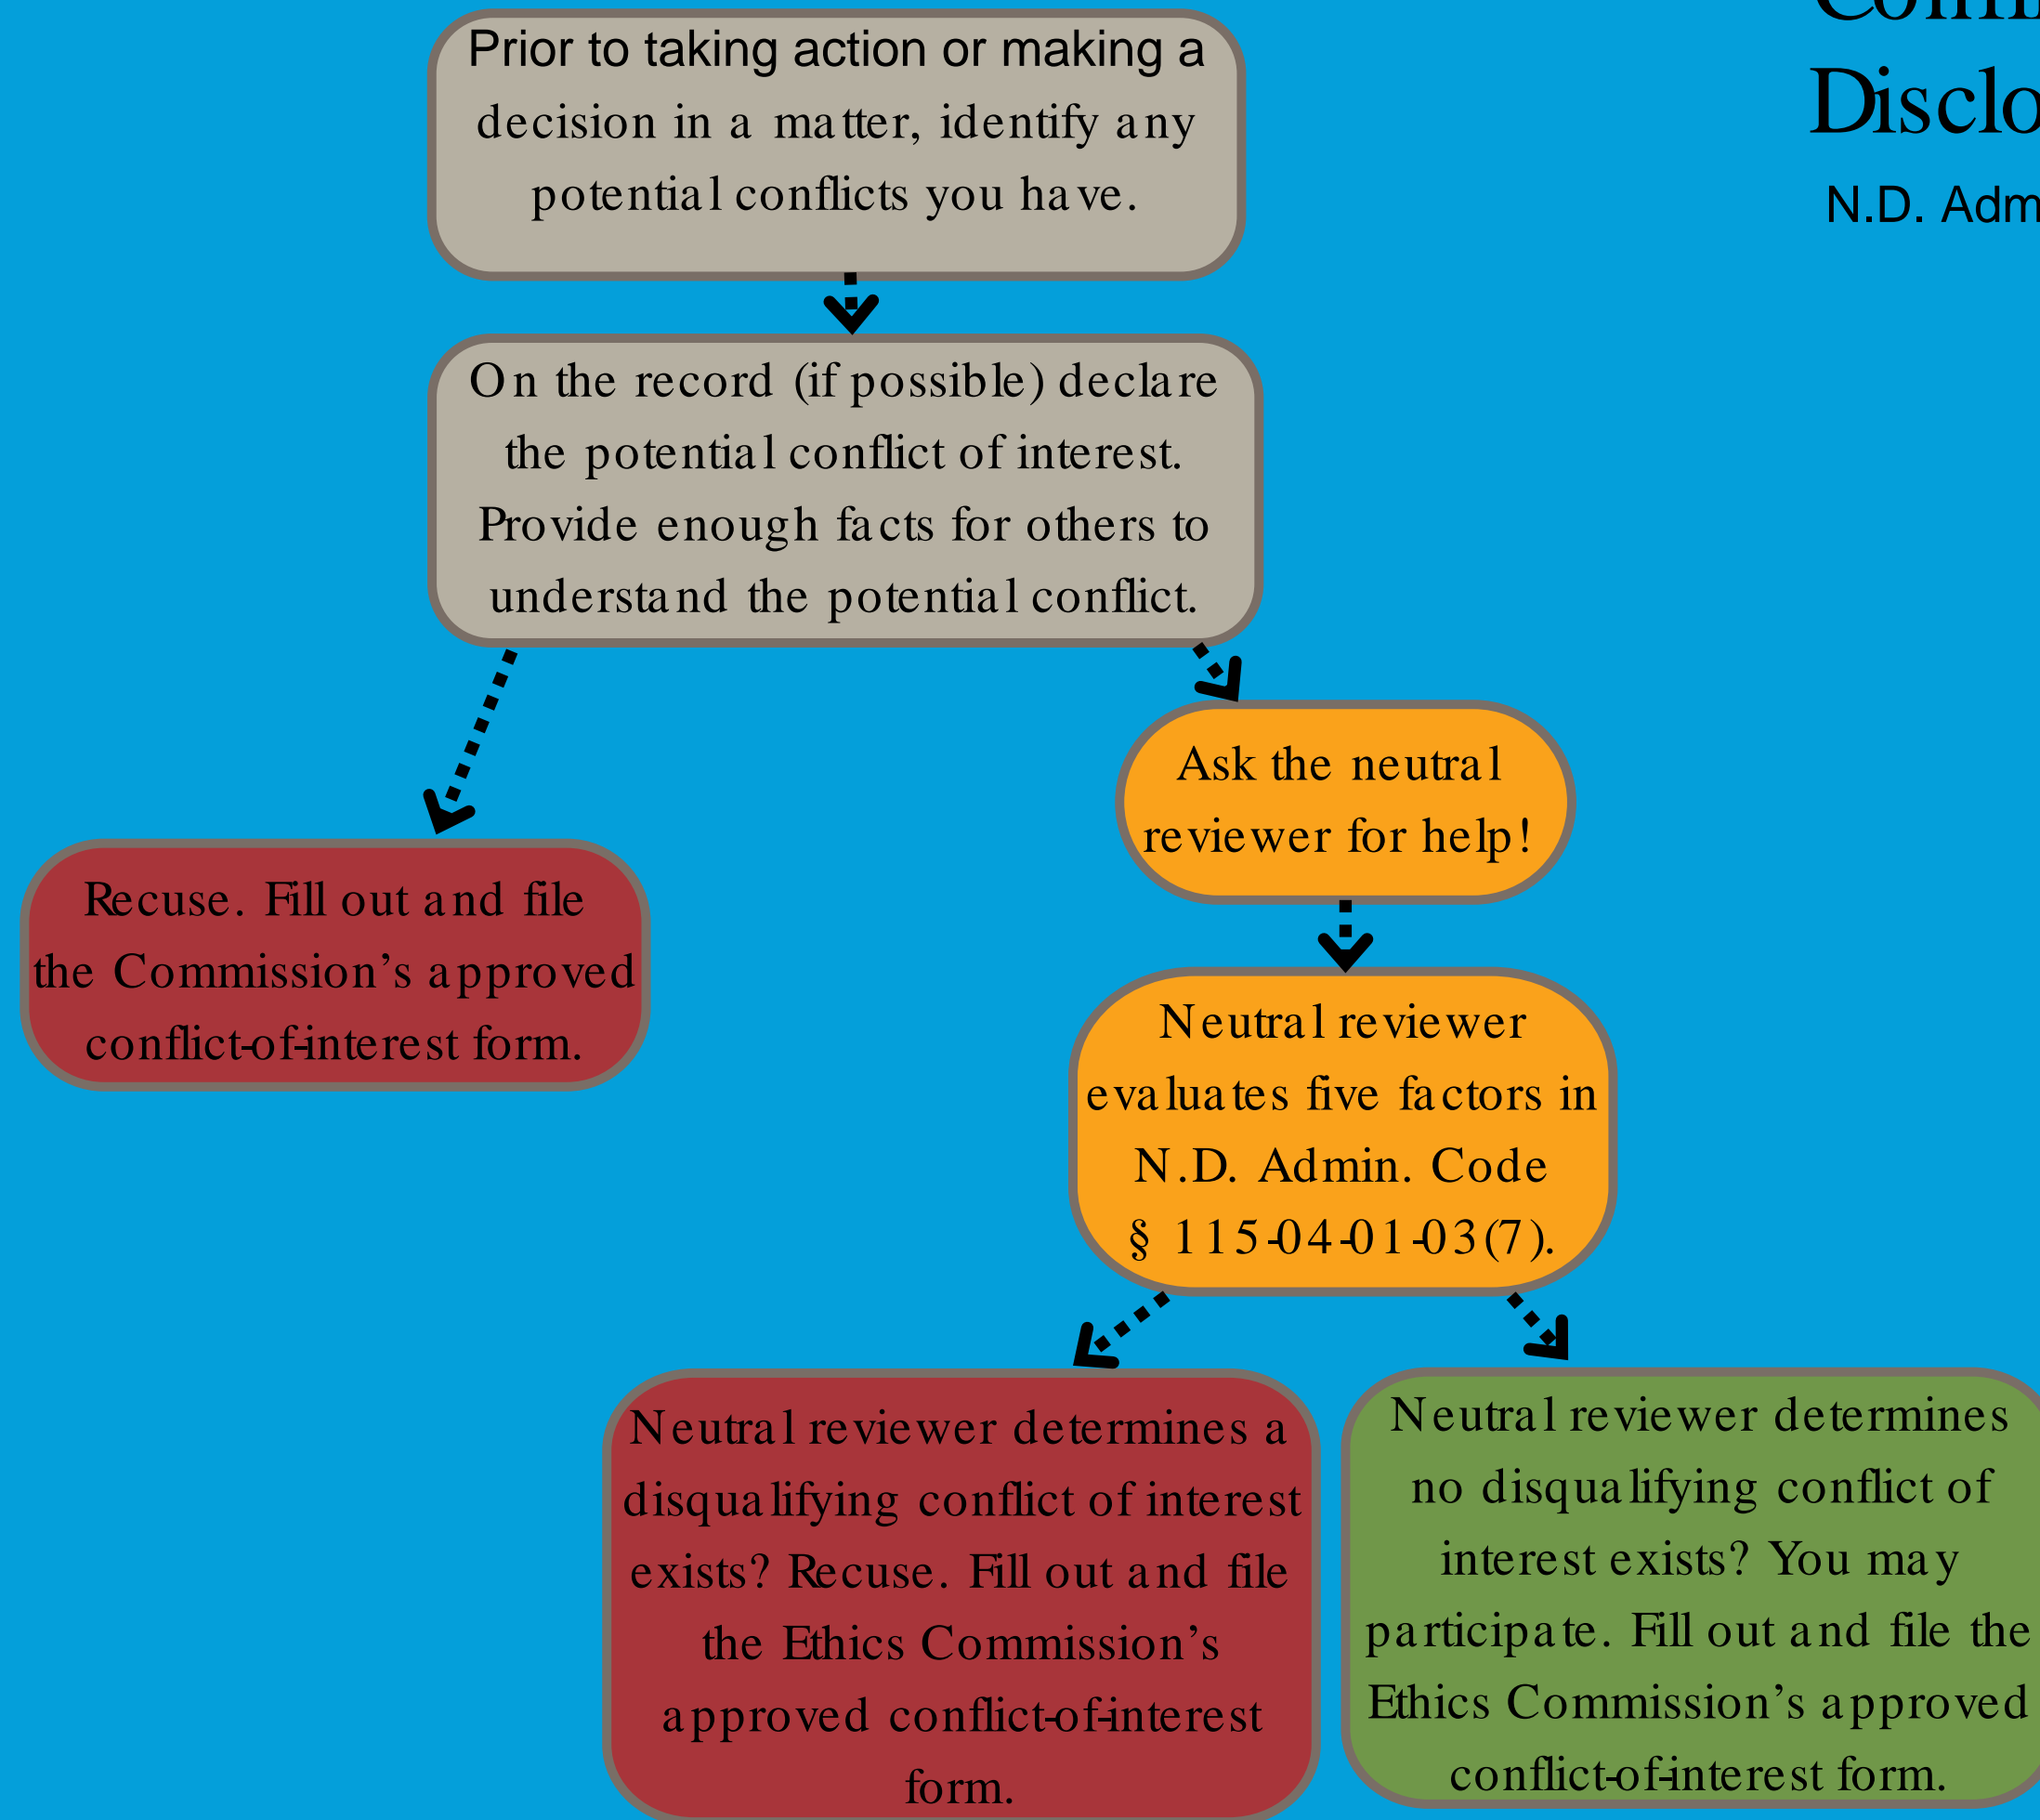 Prior to taking action or making a
decision in a matter, identify any
potential conflicts you have.
Disclo
N.D. Adm
On the record (if possible) declare
the potential conflict of interest.
Provide enough facts for others to
understand the potential conflict.
Ask the neutral
reviewer for help!
Recuse. Fill out and file
the Commission’s approved
conflict-of-interest form.
Neutral reviewer
evaluates five factors in
N.D. Admin. Code
§ 115-04-01-03(7).
Neutral reviewer determines a
disqualifying conflict of interest
exists? Recuse. Fill out and file
the Ethics Commission’s
approved conflict-of-interest
form.
Neutral reviewer determines
no disqualifying conflict of
interest exists? You may
participate. Fill out and file the
Ethics Commission’s approved
conflict-of-interest form.